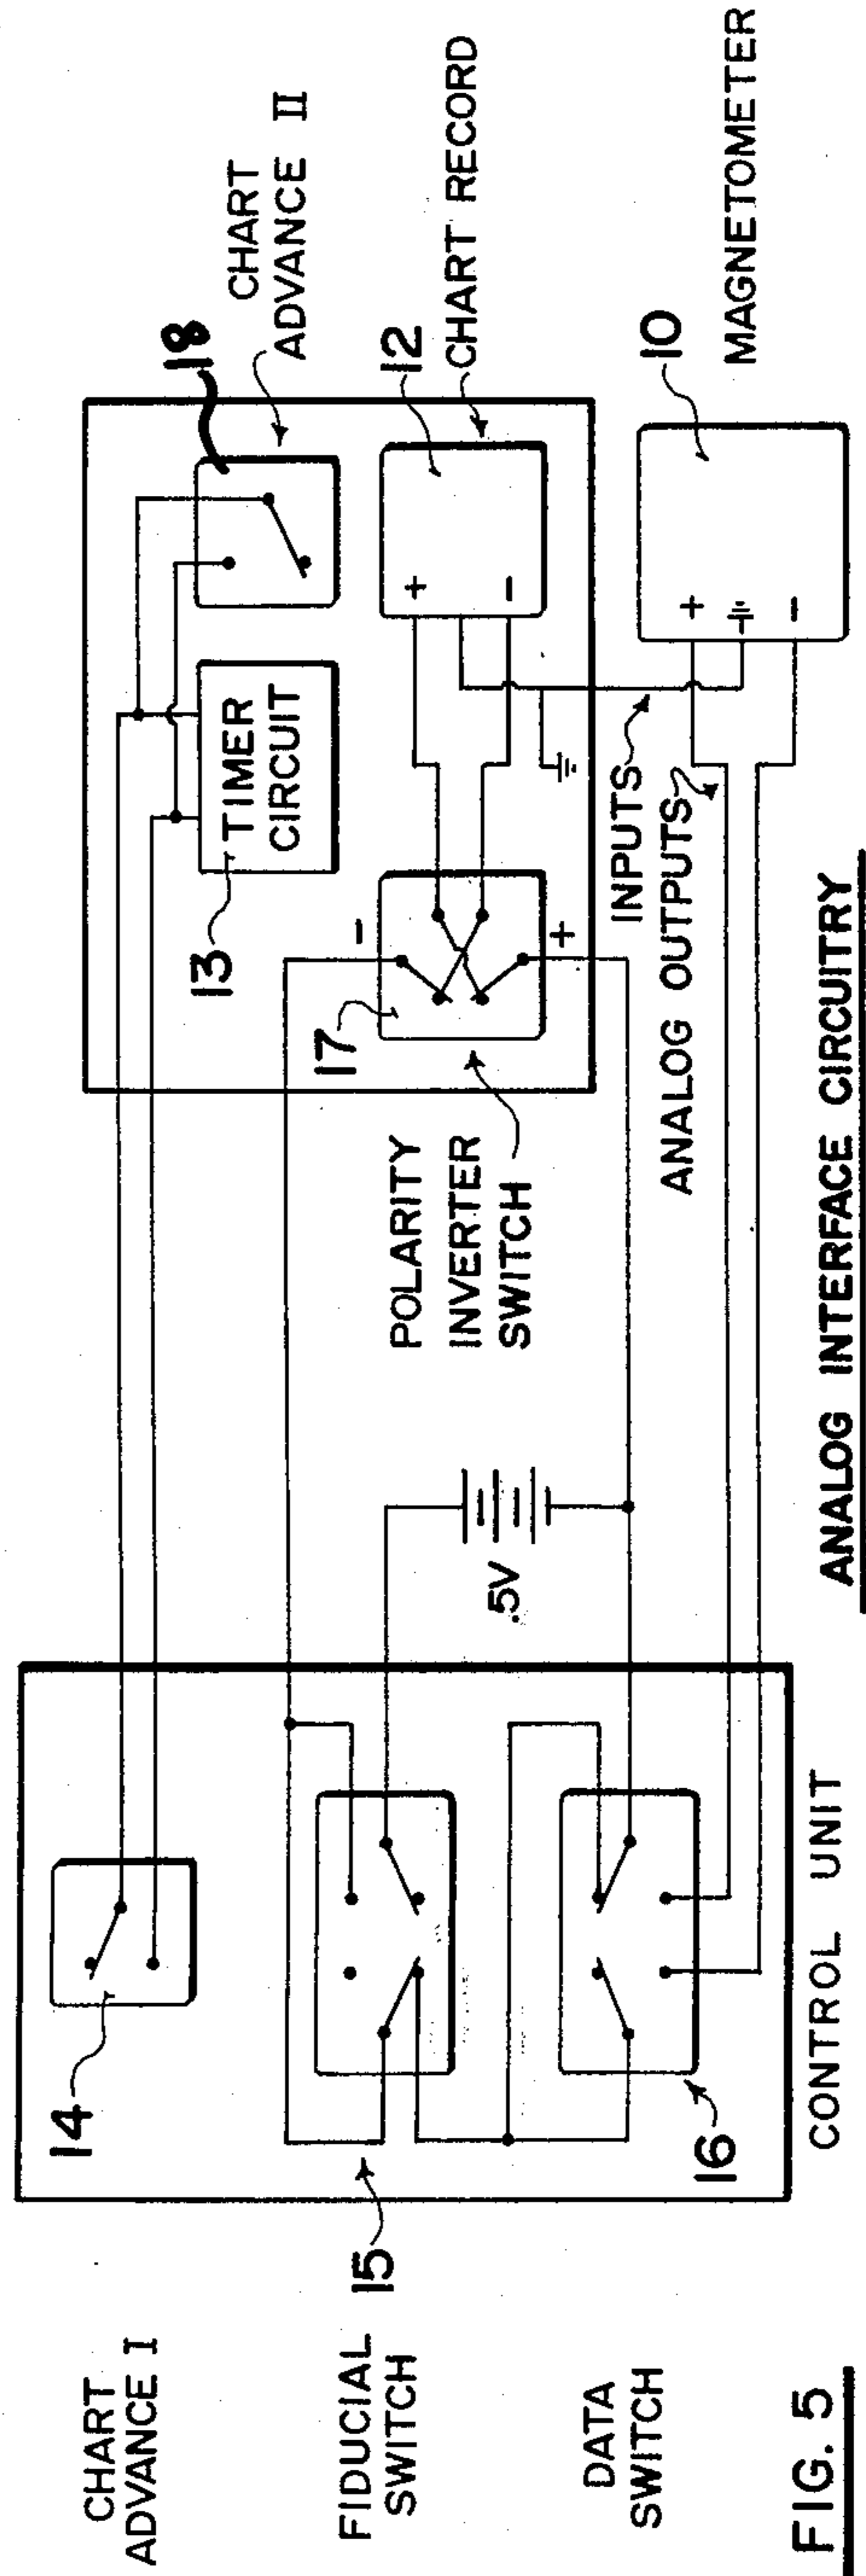 CHART
ADVANCE I
FIDUCIAL
SWITCH
DATA
SWITCH
14
15
16
CONTROL UNIT
.5V
POLARITY
INVERTER
SWITCH
17
-
+
13
TIMER
CIRCUIT
18
CHART
ADVANCE II
12
CHART RECORD
+
-
INPUTS
ANALOG OUTPUTS
+
-
10
MAGNETOMETER
FIG. 5
ANALOG INTERFACE CIRCUITRY